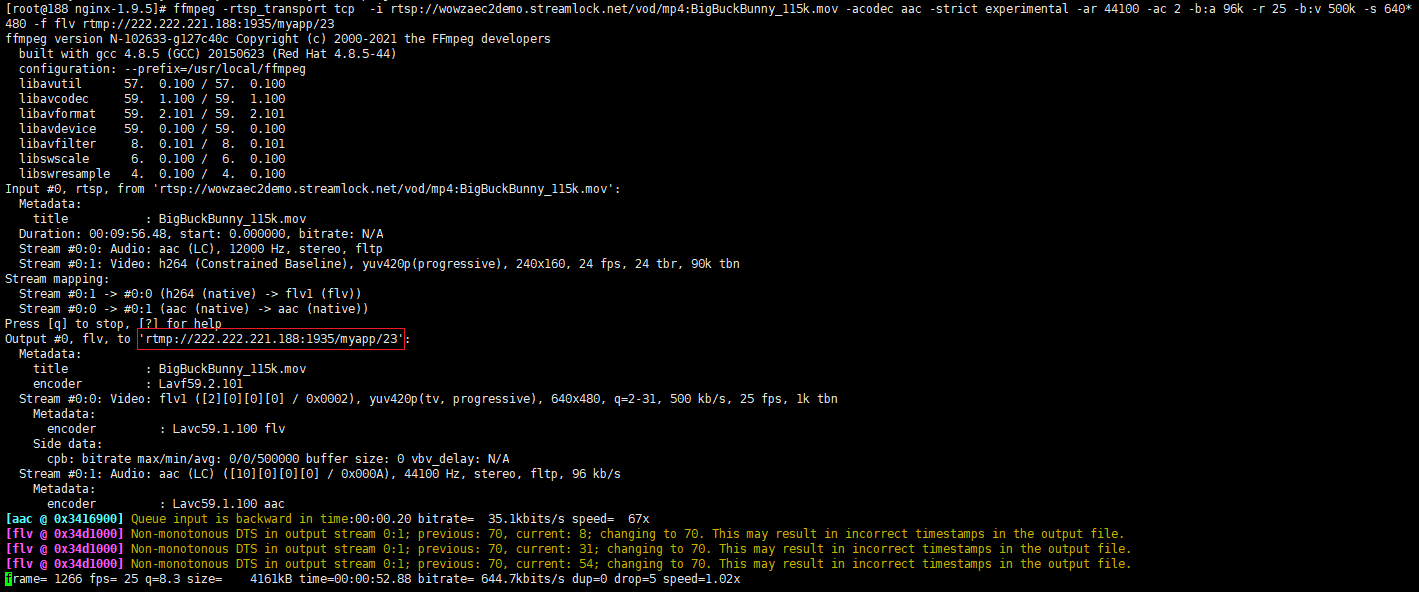 [root@188 nginx-1.9.5]# ffmpeg -rtsp_transport tcp  -i rtsp://wowzaec2demo.streamlock.net/vod/mp4:BigBuckBunny_115k.mov -acodec aac -strict experimental -ar 44100 -ac 2 -b:a 96k -r 25 -b:v 500k -s 640*
480 -f flv rtmp://222.222.221.188:1935/myapp/23
ffmpeg version N-102633-g127c40c Copyright (c) 2000-2021 the FFmpeg developers
  built with gcc 4.8.5 (GCC) 20150623 (Red Hat 4.8.5-44)
  configuration: --prefix=/usr/local/ffmpeg
  libavutil      57.  0.100 / 57.  0.100
  libavcodec     59.  1.100 / 59.  1.100
  libavformat    59.  2.101 / 59.  2.101
  libavdevice    59.  0.100 / 59.  0.100
  libavfilter     8.  0.101 /  8.  0.101
  libswscale      6.  0.100 /  6.  0.100
  libswresample   4.  0.100 /  4.  0.100
Input #0, rtsp, from 'rtsp://wowzaec2demo.streamlock.net/vod/mp4:BigBuckBunny_115k.mov':
  Metadata:
    title           : BigBuckBunny_115k.mov
  Duration: 00:09:56.48, start: 0.000000, bitrate: N/A
  Stream #0:0: Audio: aac (LC), 12000 Hz, stereo, fltp
  Stream #0:1: Video: h264 (Constrained Baseline), yuv420p(progressive), 240x160, 24 fps, 24 tbr, 90k tbn
Stream mapping:
  Stream #0:1 -> #0:0 (h264 (native) -> flv1 (flv))
  Stream #0:0 -> #0:1 (aac (native) -> aac (native))
Press [q] to stop, [?] for help
Output #0, flv, to 'rtmp://222.222.221.188:1935/myapp/23':
  Metadata:
    title           : BigBuckBunny_115k.mov
    encoder         : Lavf59.2.101
  Stream #0:0: Video: flv1 ([2][0][0][0] / 0x0002), yuv420p(tv, progressive), 640x480, q=2-31, 500 kb/s, 25 fps, 1k tbn
    Metadata:
      encoder         : Lavc59.1.100 flv
    Side data:
      cpb: bitrate max/min/avg: 0/0/500000 buffer size: 0 vbv_delay: N/A
  Stream #0:1: Audio: aac (LC) ([10][0][0][0] / 0x000A), 44100 Hz, stereo, fltp, 96 kb/s
    Metadata:
      encoder         : Lavc59.1.100 aac
[aac @ 0x3416900] Queue input is backward in time:00:00.20 bitrate=  35.1kbits/s speed=  67x
[flv @ 0x34d1000] Non-monotonous DTS in output stream 0:1; previous: 70, current: 8; changing to 70. This may result in incorrect timestamps in the output file.
[flv @ 0x34d1000] Non-monotonous DTS in output stream 0:1; previous: 70, current: 31; changing to 70. This may result in incorrect timestamps in the output file.
[flv @ 0x34d1000] Non-monotonous DTS in output stream 0:1; previous: 70, current: 54; changing to 70. This may result in incorrect timestamps in the output file.
frame= 1266 fps= 25 q=8.3 size=    4161kB time=00:00:52.88 bitrate= 644.7kbits/s dup=0 drop=5 speed=1.02x